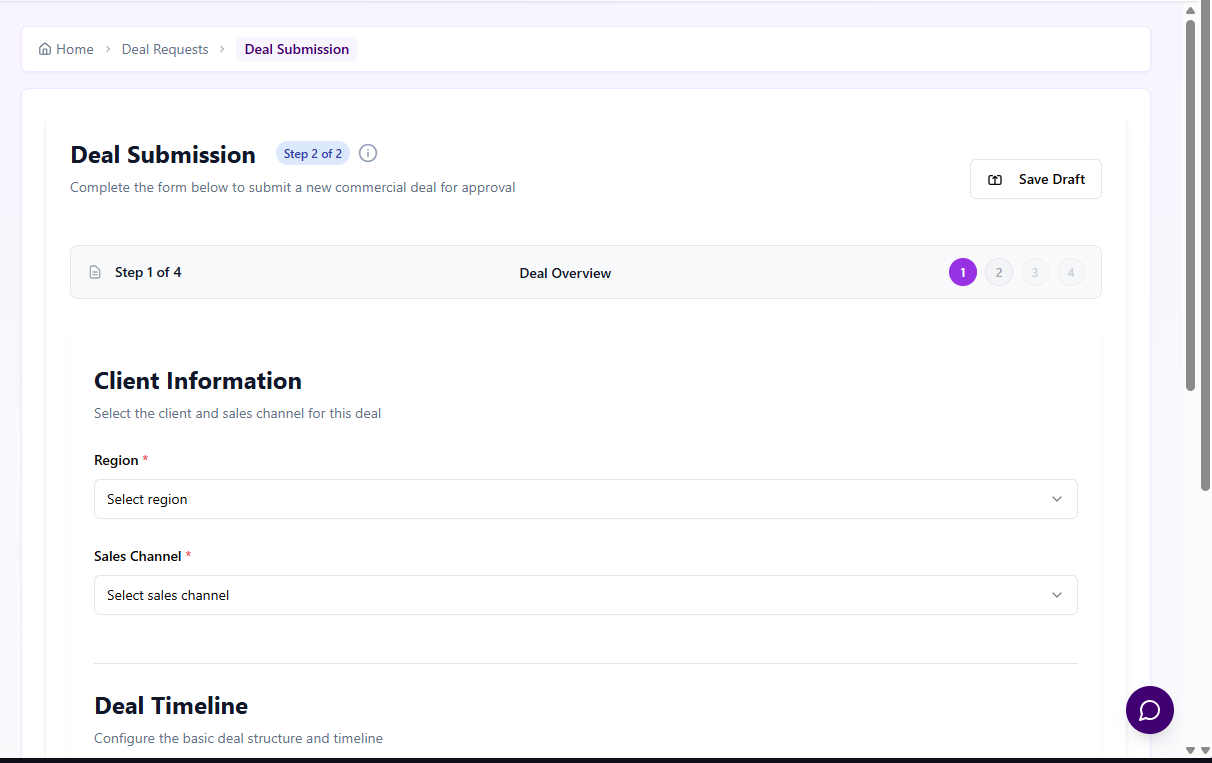 Home Deal Requests Deal Submission
Deal Submission Step 2 of 2
Complete the form below to submit a new commercial deal for approval
Save Draft
Step 1 of 4 Deal Overview 1 2 3 4
Client Information
Select the client and sales channel for this deal
Region *
Select region
Sales Channel *
Select sales channel
Deal Timeline
Configure the basic deal structure and timeline